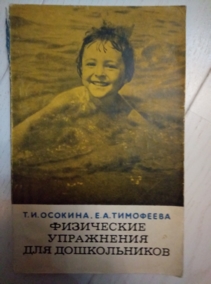 Т. И. ОСОКИНА, Е. А. ТИМОФЕЕВА
ФИЗИЧЕСКИЕ
УПРАЖНЕНИЯ
ДЛЯ ДОШКОЛЬНИКОВ